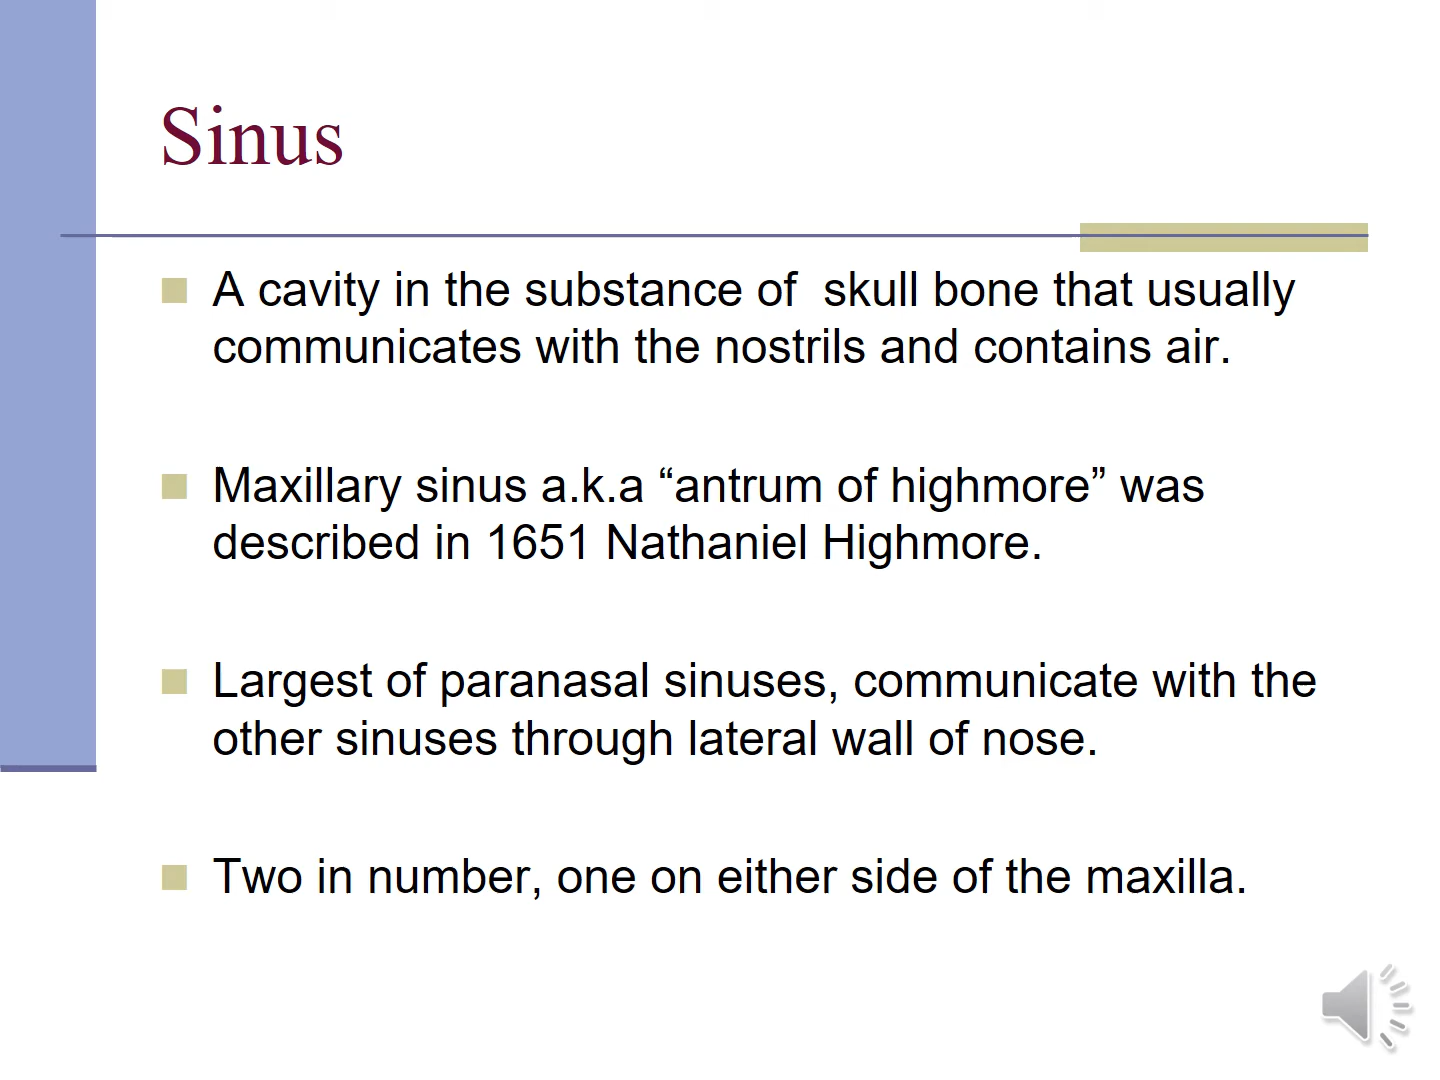 Sinus
A cavity in the substance of  skull bone that usually
communicates with the nostrils and contains air.
Maxillary sinus a.k.a “antrum of highmore” was
described in 1651 Nathaniel Highmore.
Largest of paranasal sinuses, communicate with the
other sinuses through lateral wall of nose.
Two in number, one on either side of the maxilla.